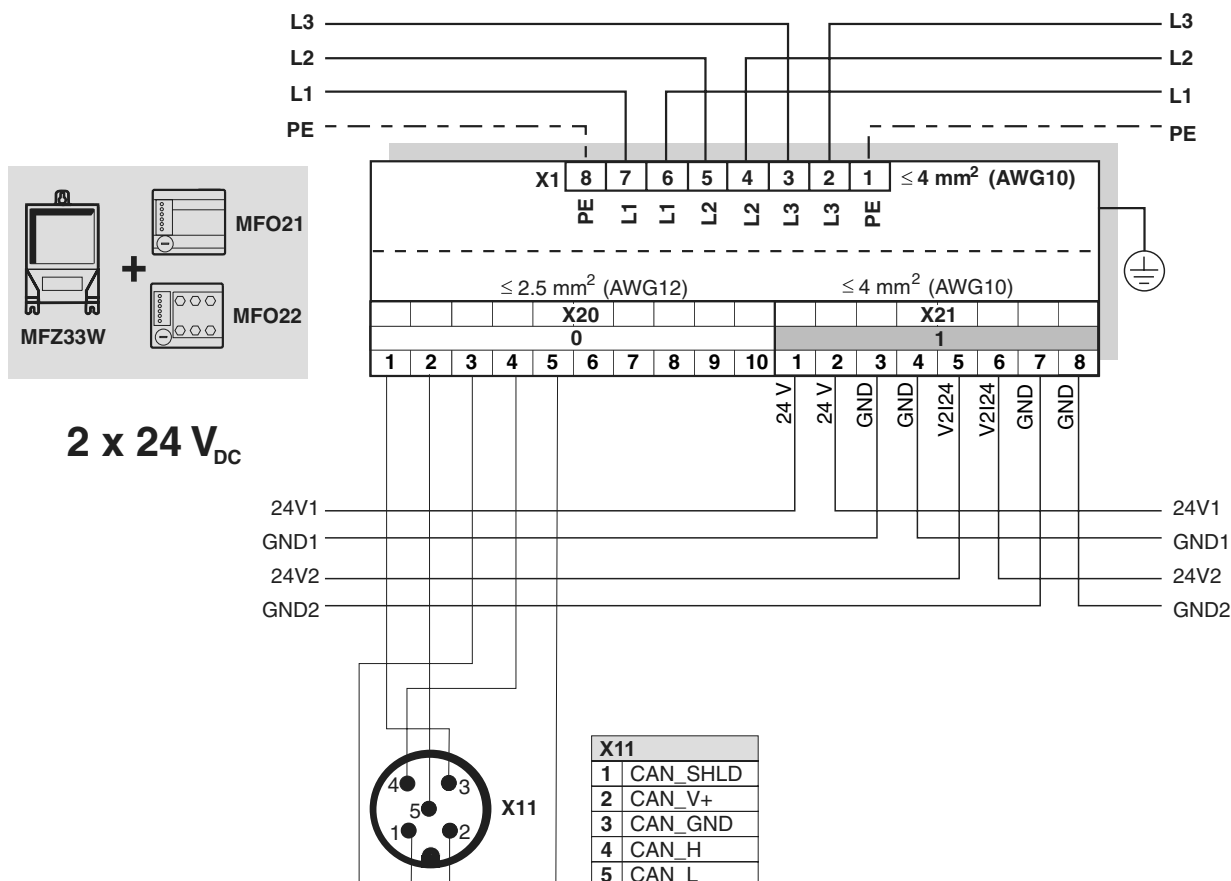 L3 L3
L2 L2
L1 L1
PE PE
X1 8 7 6 5 4 3 2 1 ≤ 4 mm² (AWG10)
PE L1 L1 L2 L2 L3 L3 PE
MFO21
MFO22
MFZ33W
+
2 x 24 V_DC
≤ 2.5 mm² (AWG12) ≤ 4 mm² (AWG10)
X20 X21
0 1
1 2 3 4 5 6 7 8 9 10 1 2 3 4 5 6 7 8
24 V 24 V GND GND V2I24 V2I24 GND GND
24V1 24V1
GND1 GND1
24V2 24V2
GND2 GND2
4 3
5
1 2
X11
X11
1 CAN_SHLD
2 CAN_V+
3 CAN_GND
4 CAN_H
5 CAN_L